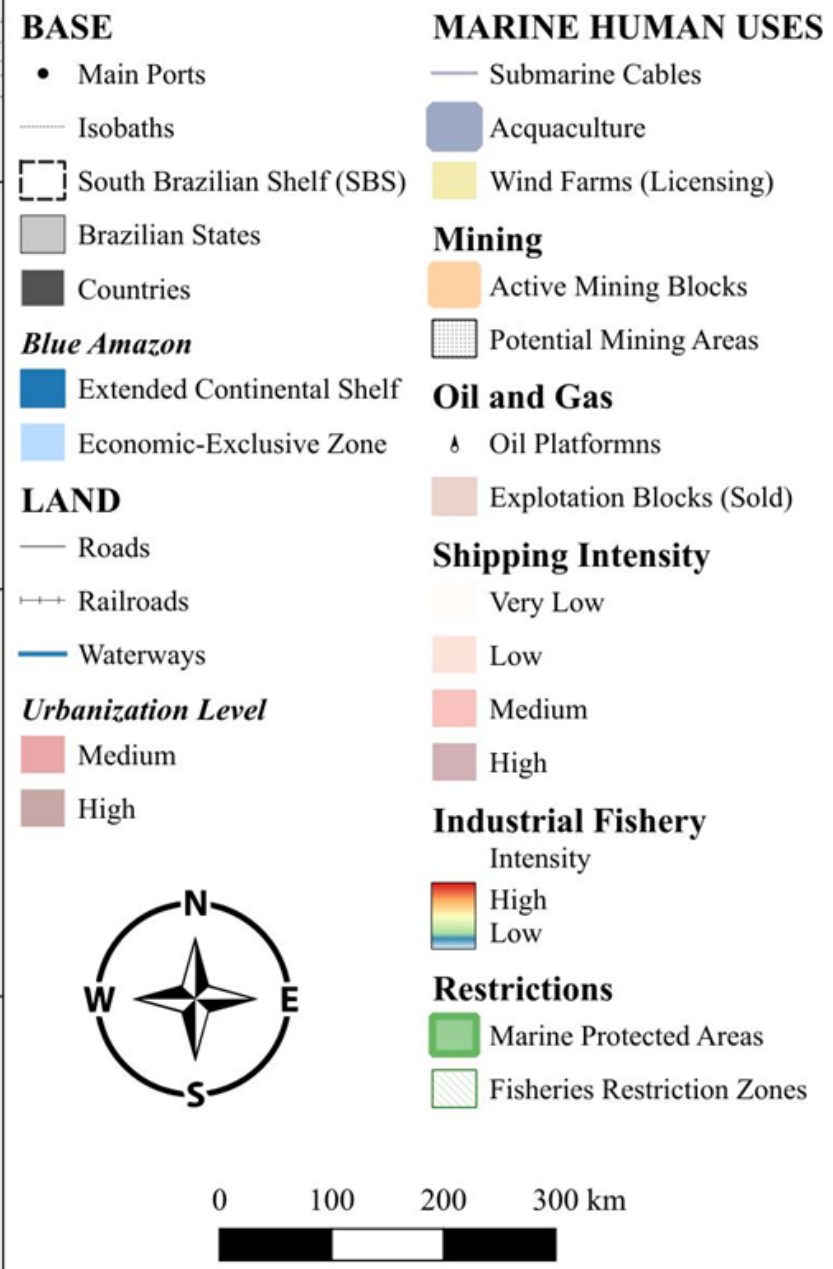 BASE
Main Ports
Isobaths
South Brazilian Shelf (SBS)
Brazilian States
Countries
Blue Amazon
Extended Continental Shelf
Economic-Exclusive Zone
LAND
Roads
Railroads
Waterways
Urbanization Level
Medium
High
N
W E
S
MARINE HUMAN USES
Submarine Cables
Acquaculture
Wind Farms (Licensing)
Mining
Active Mining Blocks
Potential Mining Areas
Oil and Gas
Oil Platformns
Explotation Blocks (Sold)
Shipping Intensity
Very Low
Low
Medium
High
Industrial Fishery
Intensity
High
Low
Restrictions
Marine Protected Areas
Fisheries Restriction Zones
0 100 200 300 km